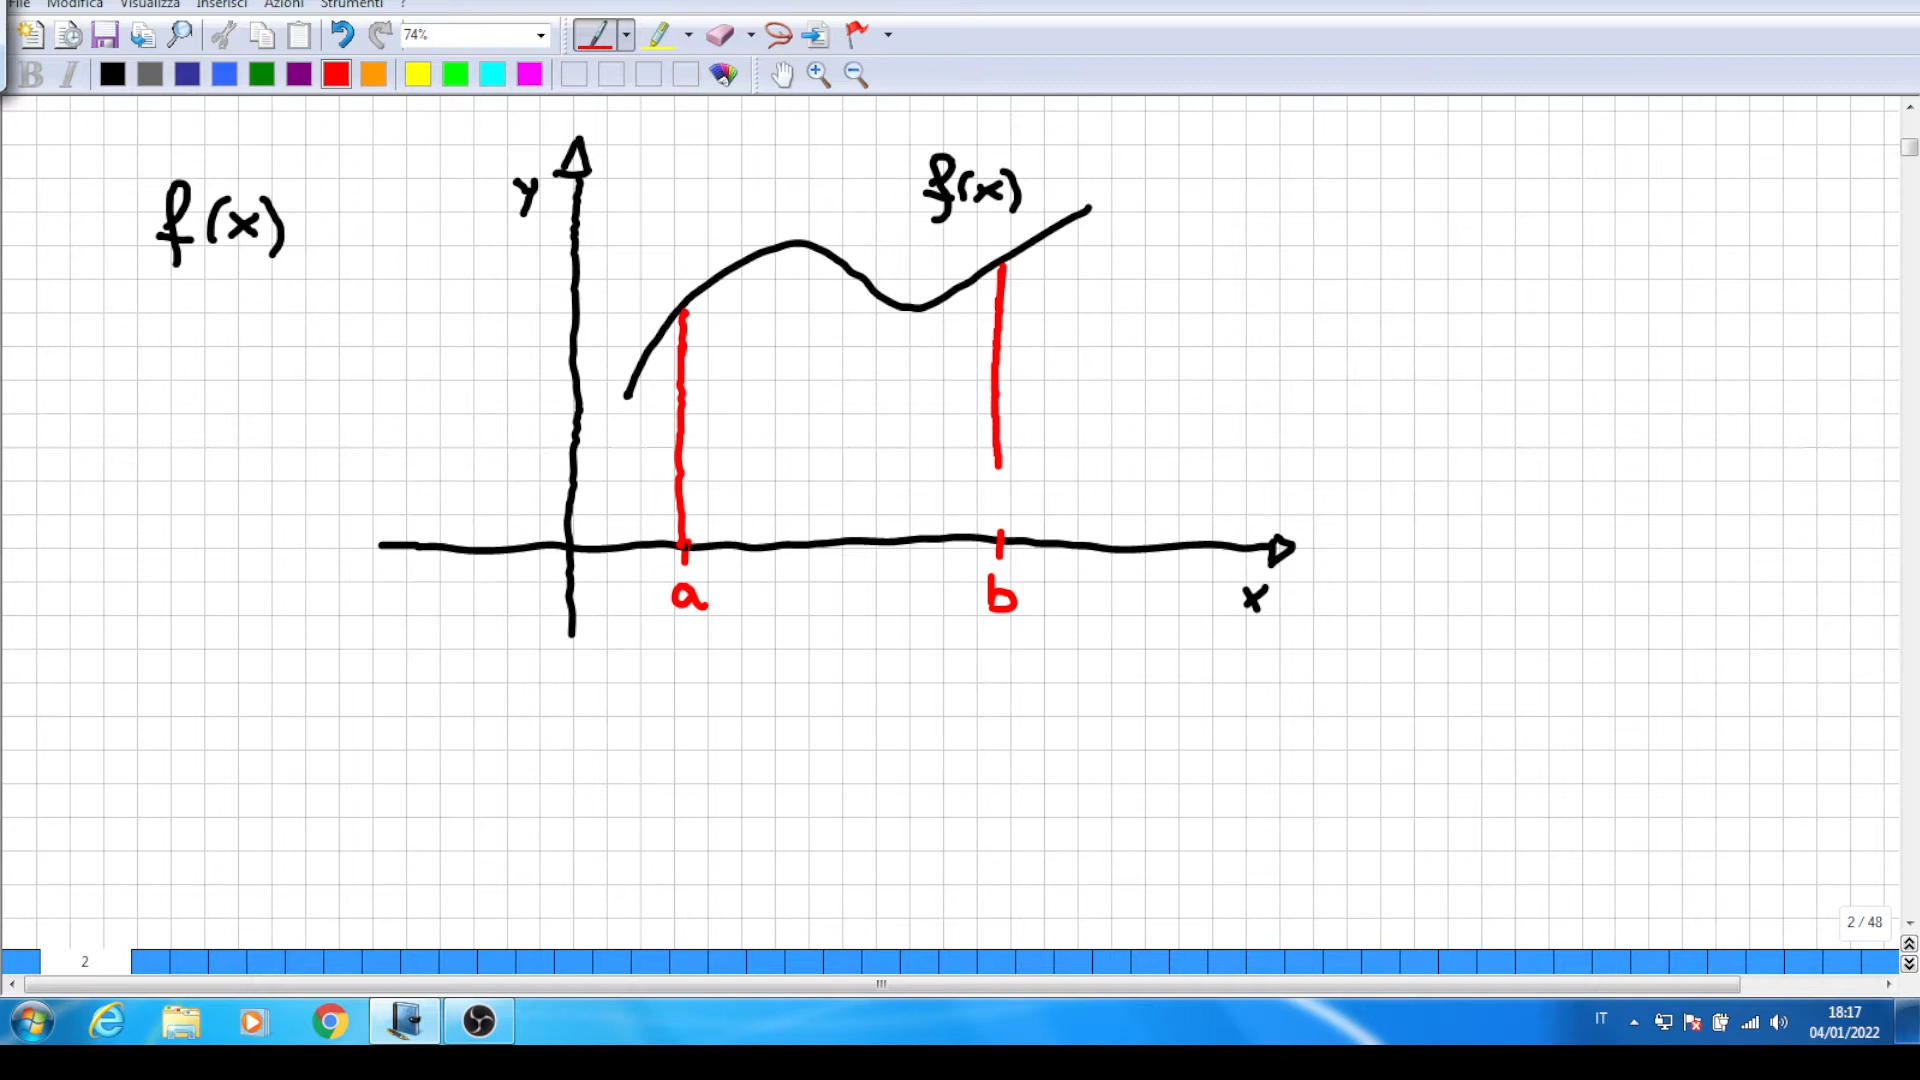 File Modifica Visualizza Inserisci Azioni Strumenti ?
74%
B I
f(x)
y
f(x)
a
b
x
2 / 48
2
IT
18:17
04/01/2022